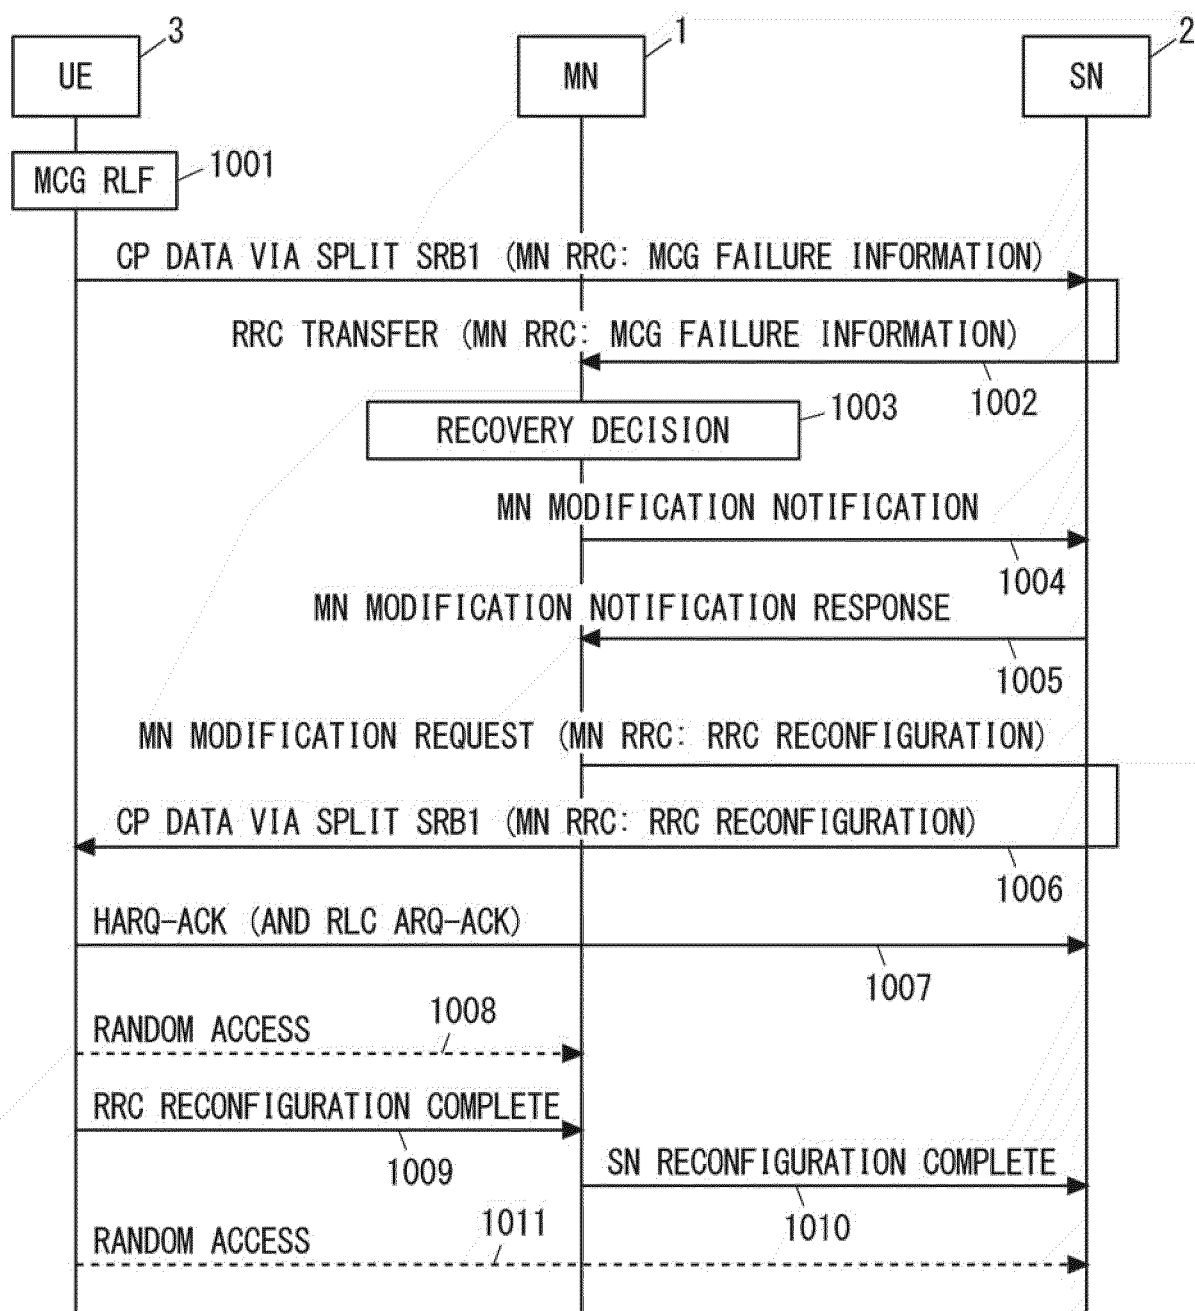 3
1
2
UE
MN
SN
1001
MCG RLF
CP DATA VIA SPLIT SRB1 (MN RRC: MCG FAILURE INFORMATION)
RRC TRANSFER (MN RRC: MCG FAILURE INFORMATION)
1002
1003
RECOVERY DECISION
MN MODIFICATION NOTIFICATION
1004
MN MODIFICATION NOTIFICATION RESPONSE
1005
MN MODIFICATION REQUEST (MN RRC: RRC RECONFIGURATION)
CP DATA VIA SPLIT SRB1 (MN RRC: RRC RECONFIGURATION)
1006
HARQ-ACK (AND RLC ARQ-ACK)
1007
1008
RANDOM ACCESS
RRC RECONFIGURATION COMPLETE
1009
SN RECONFIGURATION COMPLETE
1010
1011
RANDOM ACCESS